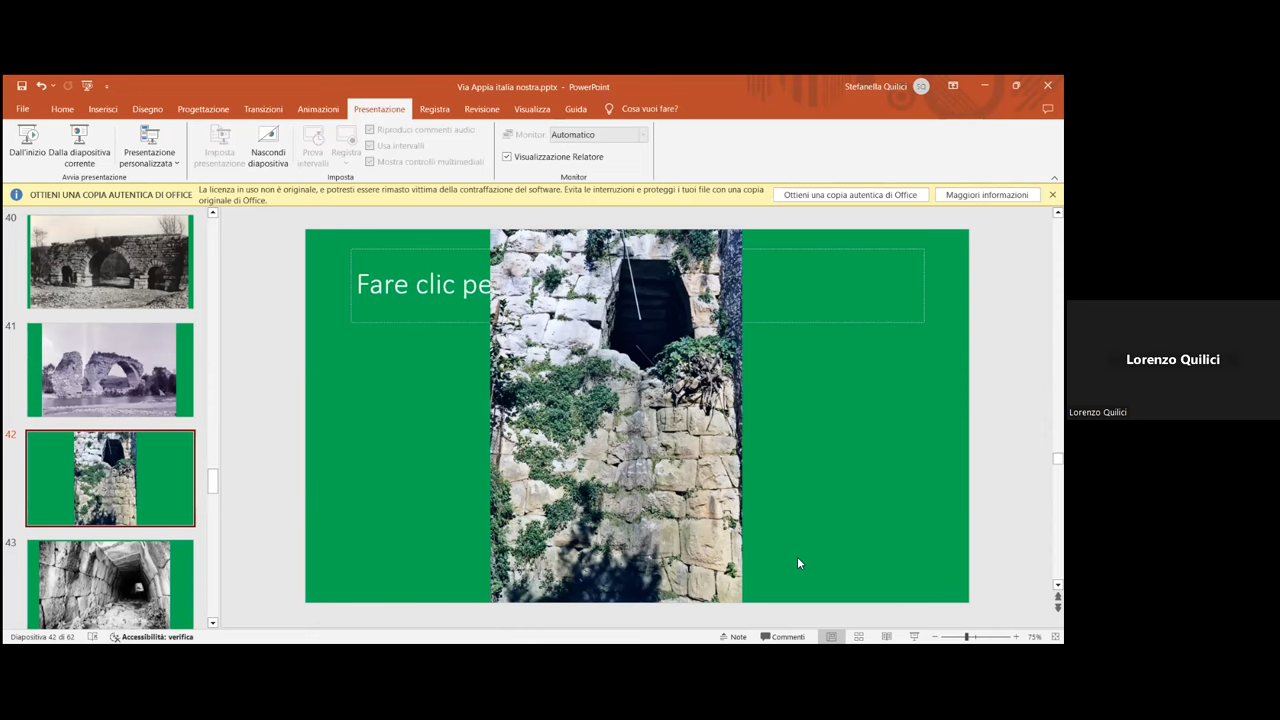 Via Appia italia nostra.pptx - PowerPoint
Stefanella Quilici
SQ
File Home Inserisci Disegno Progettazione Transizioni Animazioni Presentazione Registra Revisione Visualizza Guida Cosa vuoi fare?
Dall'inizio
Dalla diapositiva corrente
Presentazione personalizzata
Avvia presentazione
Imposta presentazione
Nascondi diapositiva
Prova intervalli
Registra
Riproduci commenti audio
Usa intervalli
Mostra controlli multimediali
Imposta
Monitor: Automatico
Visualizzazione Relatore
Monitor
OTTIENI UNA COPIA AUTENTICA DI OFFICE
La licenza in uso non è originale, e potresti essere rimasto vittima della contraffazione del software. Evita le interruzioni e proteggi i tuoi file con una copia
originale di Office.
Ottieni una copia autentica di Office
Maggiori informazioni
40
41
42
43
Fare clic pe
Lorenzo Quilici
Lorenzo Quilici
Diapositiva 42 di 62
Accessibilità: verifica
Note
Commenti
75%